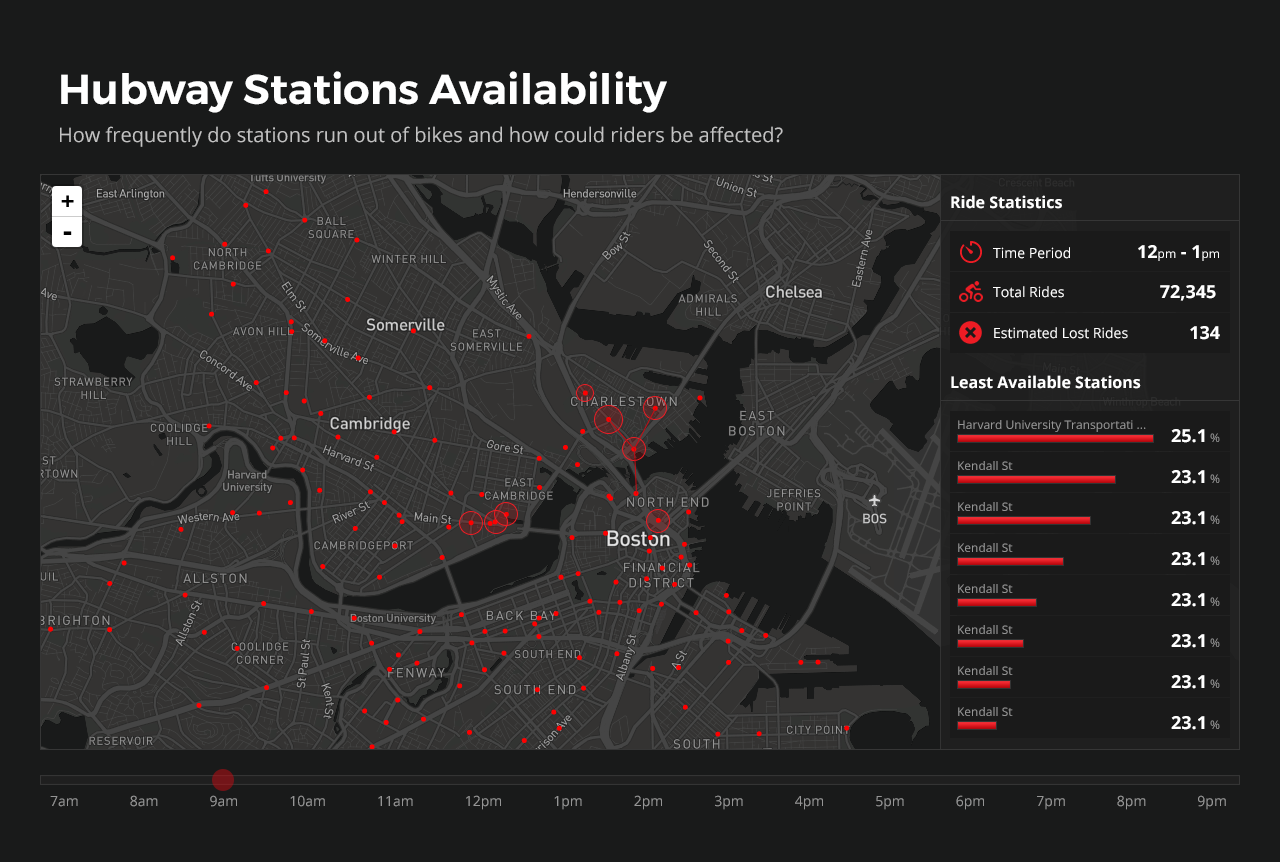 Hubway Stations Availability
How frequently do stations run out of bikes and how could riders be affected?
+
-
Tufts University
East Arlington
Hendersonville
Union St
BALL
SQUARE
Bow St
Second St
Eastern Ave
NORTH
CAMBRIDGE
WINTER HILL
Mystic Ave
Elm St
Ave
ADMIRALS
HILL
Chelsea
AVON HILL
Somerville
Somerville Ave
EAST
SOMERVILLE
Concord Ave
STRAWBERRY
HILL
CHARLESTOWN
EAST
BOSTON
Cambridge
COOLIDGE
HILL
Gore St
Harvard St
ST
RTOWN
Harvard
University
EAST
CAMBRIDGE
JEFFRIES
POINT
NORTH END
River St
Western Ave
Main St
BOS
Boston
CAMBRIDGEPORT
FINANCIAL
DISTRICT
UIL
ALLSTON
BRIGHTON
Allston St
Boston University
BACK BAY
COOLIDGE
CORNER
St Paul St
SOUTH END
Albany St
A St
FENWAY
Kent St
SOUTH END
RESERVOIR
rison Ave
CITY POINT
SOUTH
Crescent Beach
Winthrop Beach
Ride Statistics
Time Period 12pm - 1pm
Total Rides 72,345
Estimated Lost Rides 134
Least Available Stations
Harvard University Transportati ...
25.1 %
Kendall St
23.1 %
Kendall St
23.1 %
Kendall St
23.1 %
Kendall St
23.1 %
Kendall St
23.1 %
Kendall St
23.1 %
Kendall St
23.1 %
7am 8am 9am 10am 11am 12pm 1pm 2pm 3pm 4pm 5pm 6pm 7pm 8pm 9pm